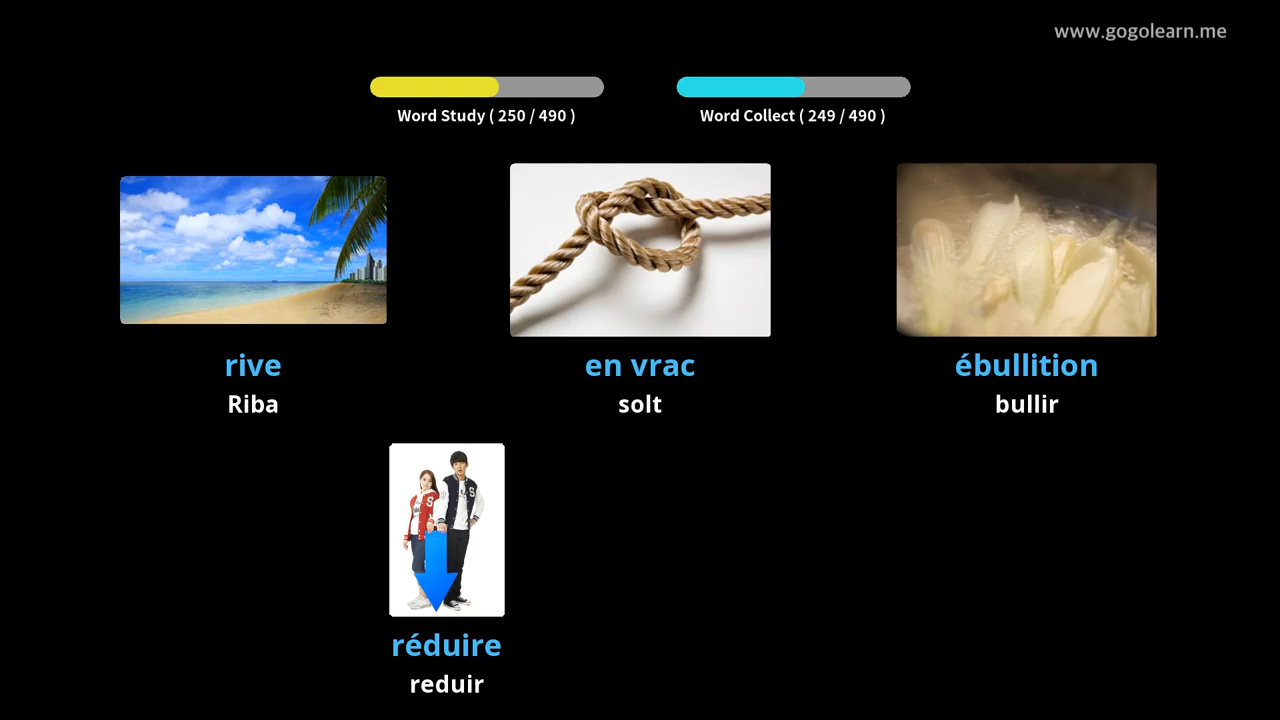 www.gogolearn.me
Word Study ( 250 / 490 )
Word Collect ( 249 / 490 )
rive
Riba
en vrac
solt
ébullition
bullir
S
S
réduire
reduir